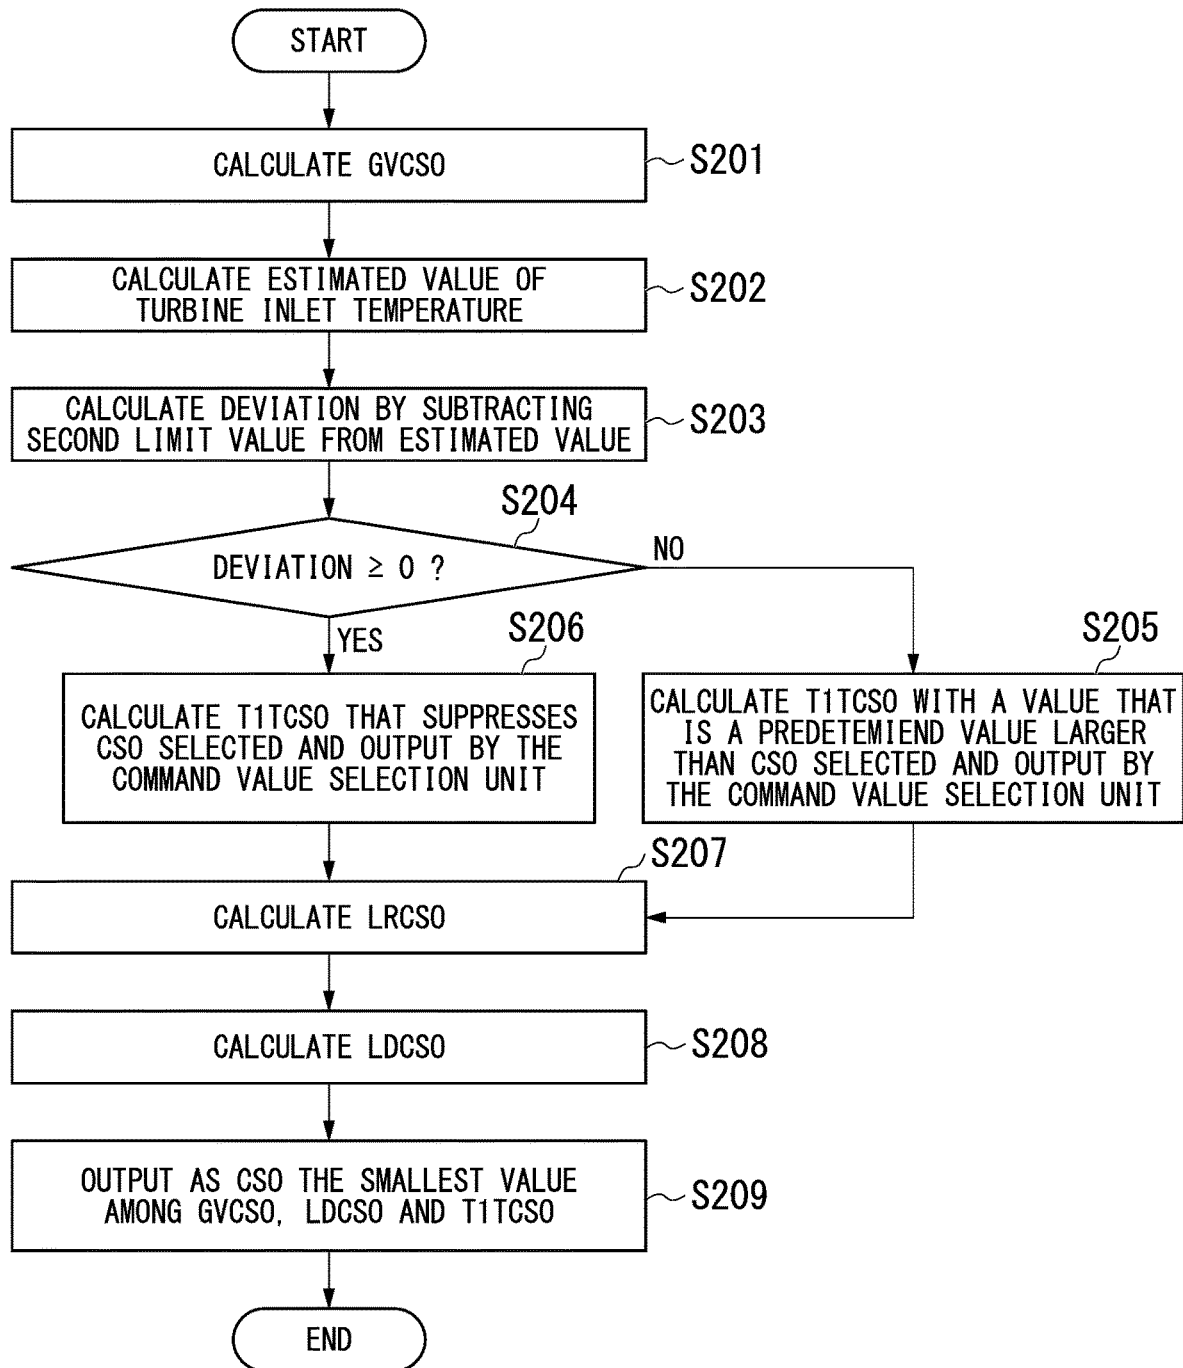 START
CALCULATE GVCSO
S201
CALCULATE ESTIMATED VALUE OF
TURBINE INLET TEMPERATURE
S202
CALCULATE DEVIATION BY SUBTRACTING
SECOND LIMIT VALUE FROM ESTIMATED VALUE
S203
S204
DEVIATION ≥ 0 ?
NO
YES
S206
CALCULATE T1TCSO THAT SUPPRESSES
CSO SELECTED AND OUTPUT BY THE
COMMAND VALUE SELECTION UNIT
S205
CALCULATE T1TCSO WITH A VALUE THAT
IS A PREDETEMIEND VALUE LARGER
THAN CSO SELECTED AND OUTPUT BY
THE COMMAND VALUE SELECTION UNIT
S207
CALCULATE LRCSO
CALCULATE LDCSO
S208
OUTPUT AS CSO THE SMALLEST VALUE
AMONG GVCSO, LDCSO AND T1TCSO
S209
END